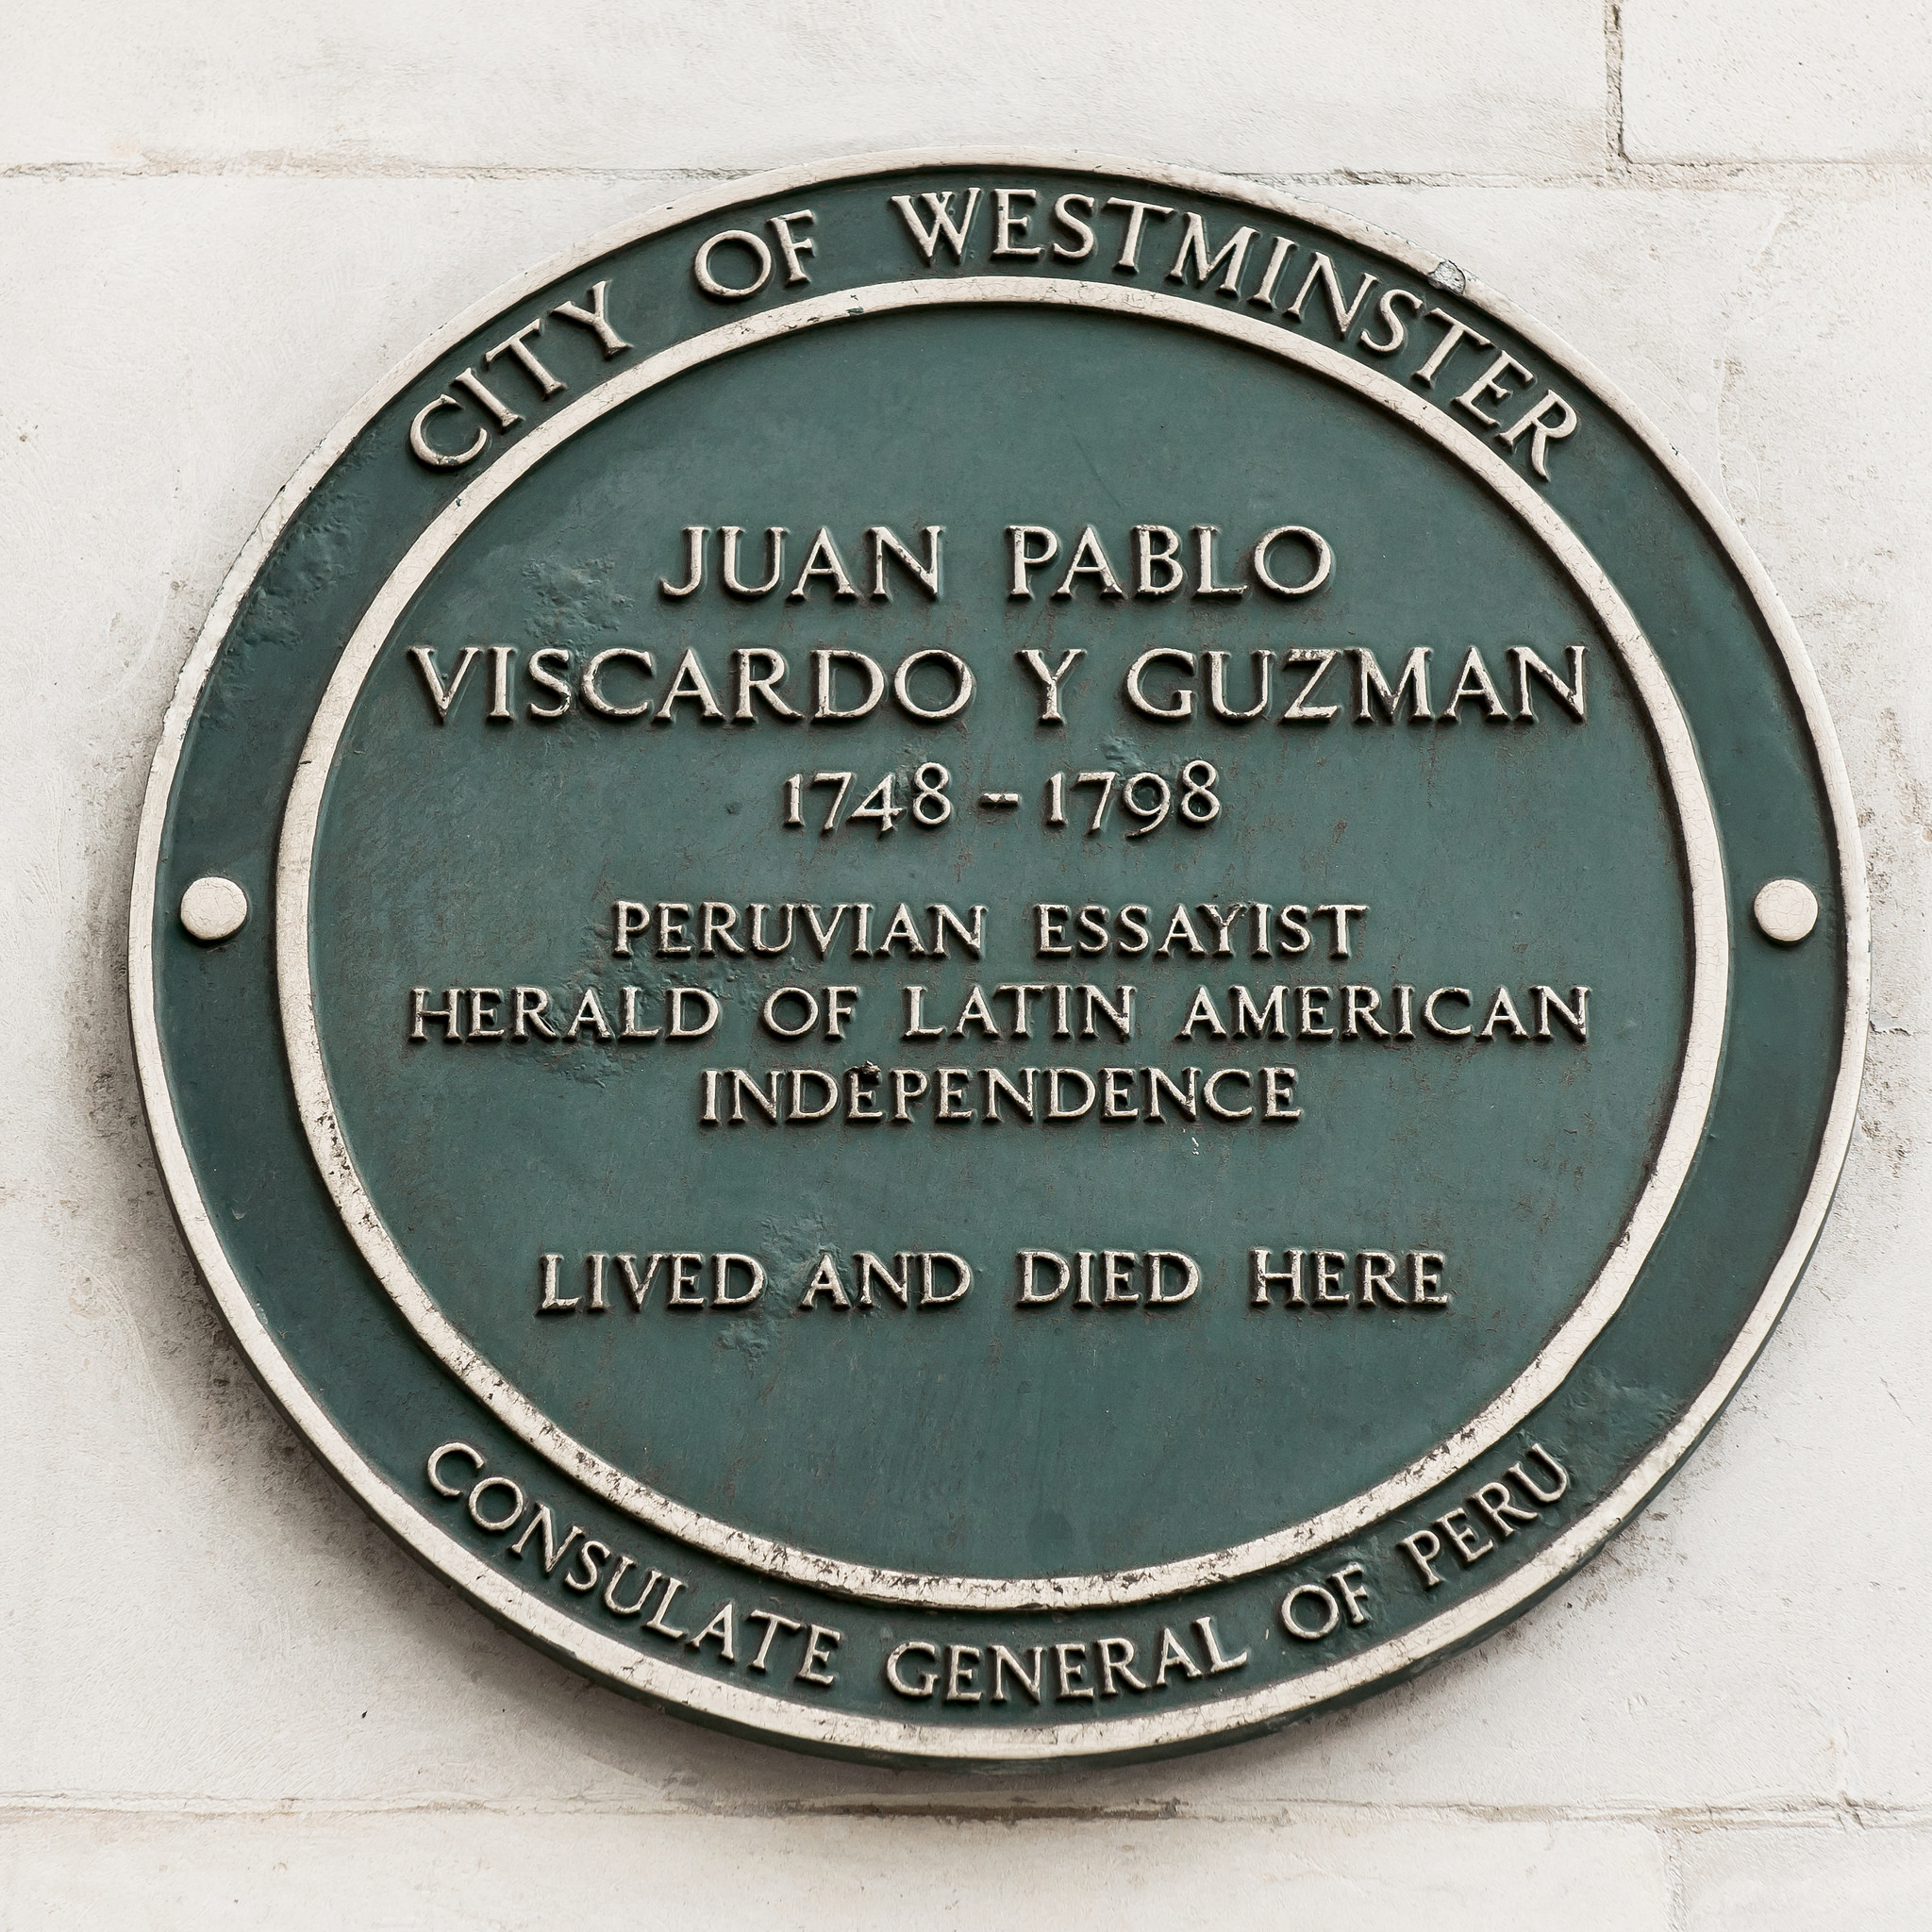 CITY OF WESTMINSTER
JUAN PABLO
VISCARDO Y GUZMAN
1748 - 1798
PERUVIAN ESSAYIST
HERALD OF LATIN AMERICAN
INDEPENDENCE
LIVED AND DIED HERE
CONSULATE GENERAL OF PERU